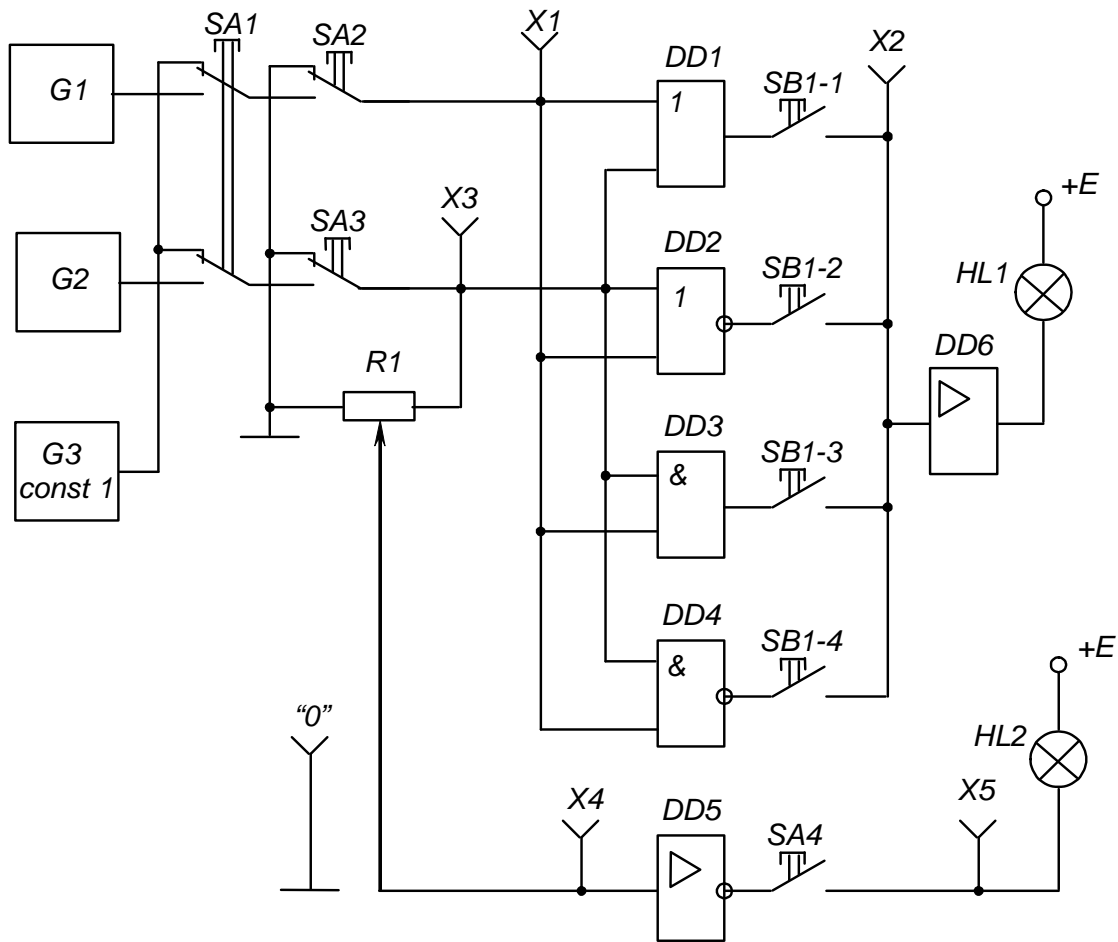 G1
SA1
SA2
X1
DD1
1
SB1-1
X2
+E
G2
SA3
X3
DD2
1
SB1-2
HL1
R1
DD6
G3
const 1
DD3
&
SB1-3
DD4
&
SB1-4
+E
“0”
HL2
X4
DD5
SA4
X5